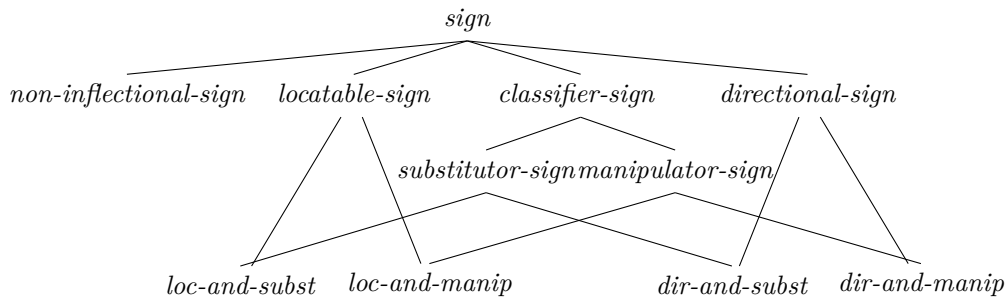 sign
non-inflectional-sign locatable-sign classifier-sign directional-sign
substitutor-sign manipulator-sign
loc-and-subst loc-and-manip dir-and-subst dir-and-manip